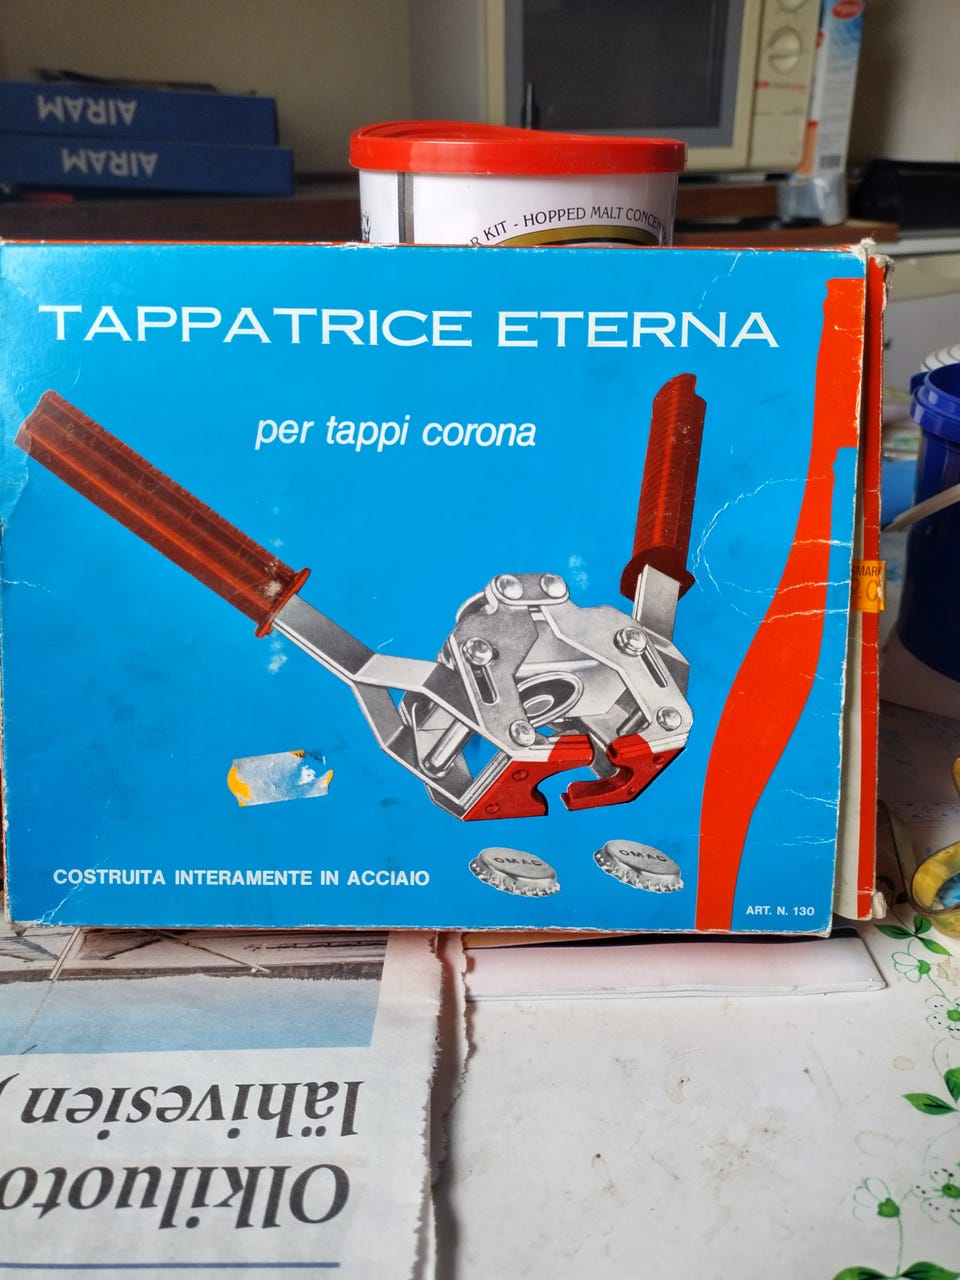 AIRAM
AIRAM
KIT - HOPPED MALT
TAPPATRICE ETERNA
per tappi corona
OMAC
OMAC
COSTRUITA INTERAMENTE IN ACCIAIO
ART. N. 130
lähivesien
Olkiluoto